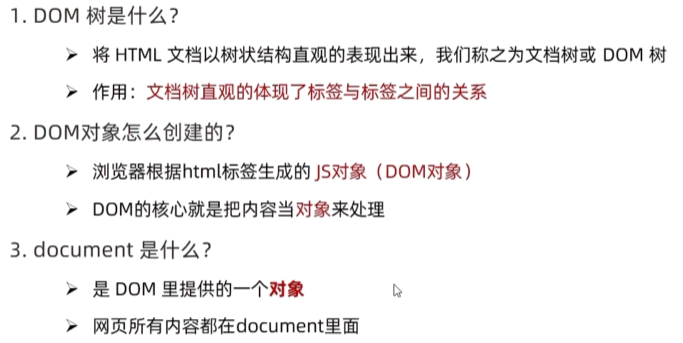 1. DOM 树是什么?
➢ 将 HTML 文档以树状结构直观的表现出来，我们称之为文档树或 DOM 树
➢ 作用：文档树直观的体现了标签与标签之间的关系
2. DOM对象怎么创建的?
➢ 浏览器根据html标签生成的 JS对象（DOM对象）
➢ DOM的核心就是把内容当对象来处理
3. document 是什么?
➢ 是 DOM 里提供的一个对象
➢ 网页所有内容都在document里面